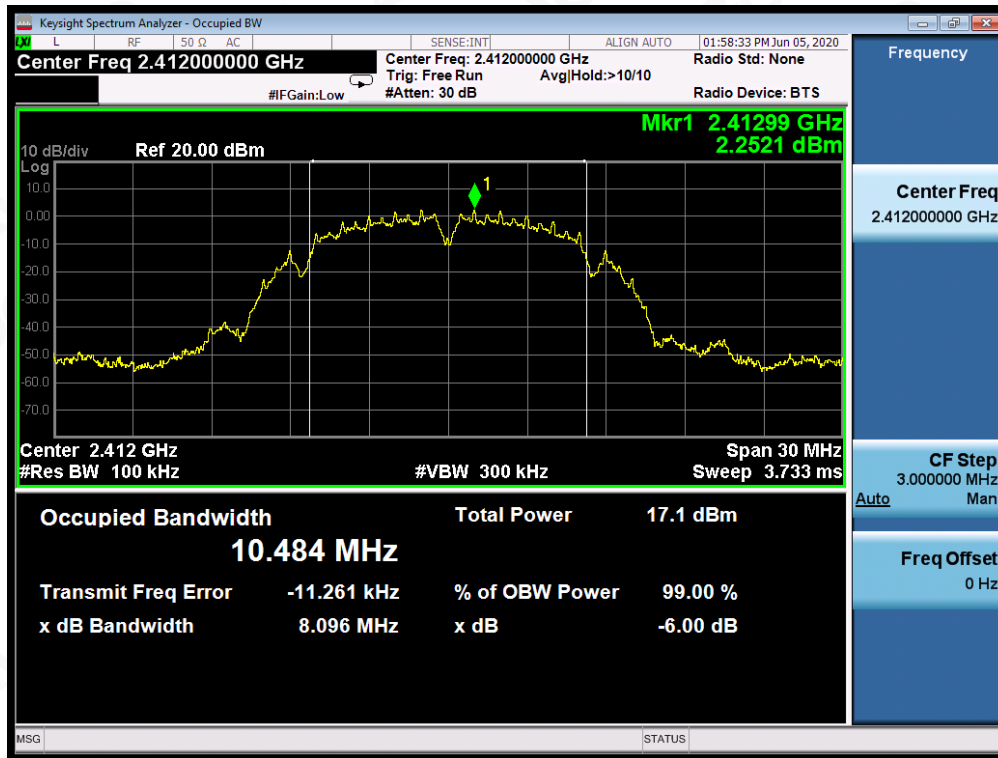 Keysight Spectrum Analyzer - Occupied BW
LXI L RF 50 Ω AC SENSE:INT ALIGN AUTO 01:58:33 PM Jun 05, 2020
Center Freq 2.412000000 GHz
Center Freq: 2.412000000 GHz Radio Std: None
Trig: Free Run Avg|Hold:>10/10
#IFGain:Low #Atten: 30 dB Radio Device: BTS
Frequency
Mkr1 2.41299 GHz
2.2521 dBm
10 dB/div Ref 20.00 dBm
Log
10.0
0.00
-10.0
-20.0
-30.0
-40.0
-50.0
-60.0
-70.0
1
Center 2.412 GHz Span 30 MHz
#Res BW 100 kHz #VBW 300 kHz Sweep 3.733 ms
Occupied Bandwidth Total Power 17.1 dBm
10.484 MHz
Transmit Freq Error -11.261 kHz % of OBW Power 99.00 %
x dB Bandwidth 8.096 MHz x dB -6.00 dB
Center Freq
2.412000000 GHz
CF Step
3.000000 MHz
Auto Man
Freq Offset
0 Hz
MSG STATUS